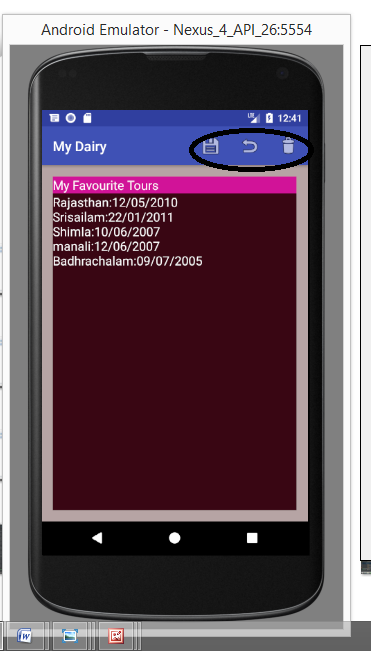 Android Emulator - Nexus_4_API_26:5554
LTE 12:41
My Dairy
My Favourite Tours
Rajasthan:12/05/2010
Srisailam:22/01/2011
Shimla:10/06/2007
manali:12/06/2007
Badhrachalam:09/07/2005